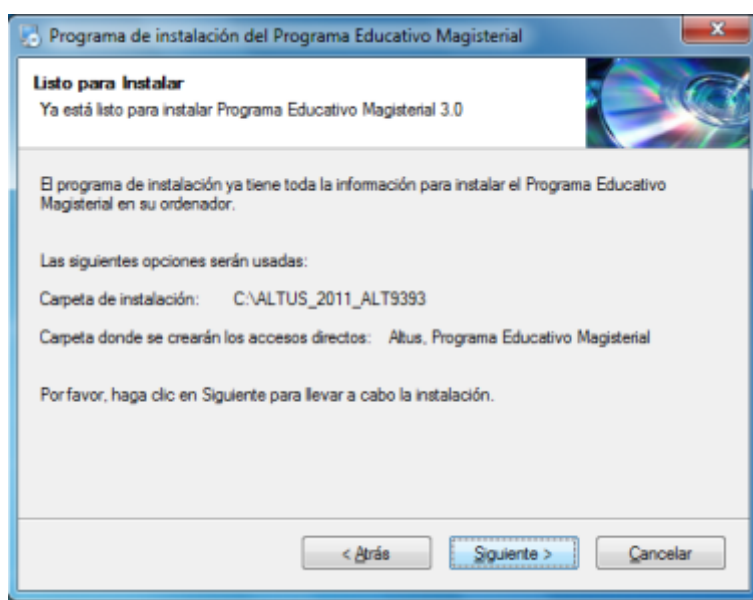 Programa de instalación del Programa Educativo Magisterial
Listo para Instalar
Ya está listo para instalar Programa Educativo Magisterial 3.0
El programa de instalación ya tiene toda la información para instalar el Programa Educativo
Magisterial en su ordenador.
Las siguientes opciones serán usadas:
Carpeta de instalación: C:\ALTUS_2011_ALT9393
Carpeta donde se crearán los accesos directos: Altus, Programa Educativo Magisterial
Por favor, haga clic en Siguiente para llevar a cabo la instalación.
< Atrás Siguiente > Cancelar